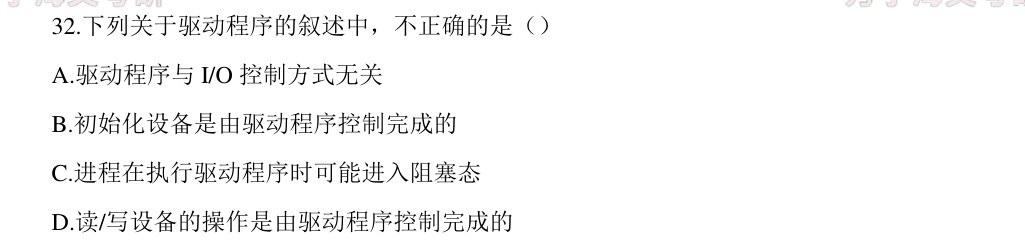 32.下列关于驱动程序的叙述中，不正确的是（）
A.驱动程序与 I/O 控制方式无关
B.初始化设备是由驱动程序控制完成的
C.进程在执行驱动程序时可能进入阻塞态
D.读/写设备的操作是由驱动程序控制完成的